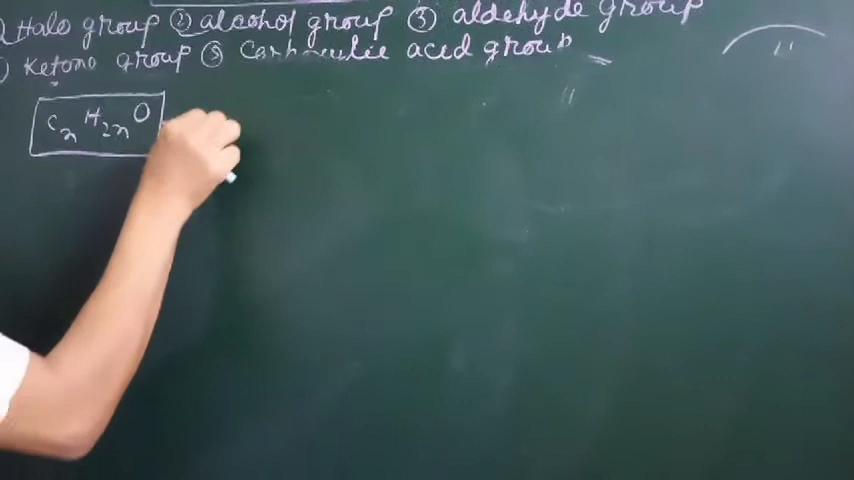 Halo group ② alcohol group ③ aldehyde group
Ketone group ⑤ Carboxylic acid group
CnH2nO